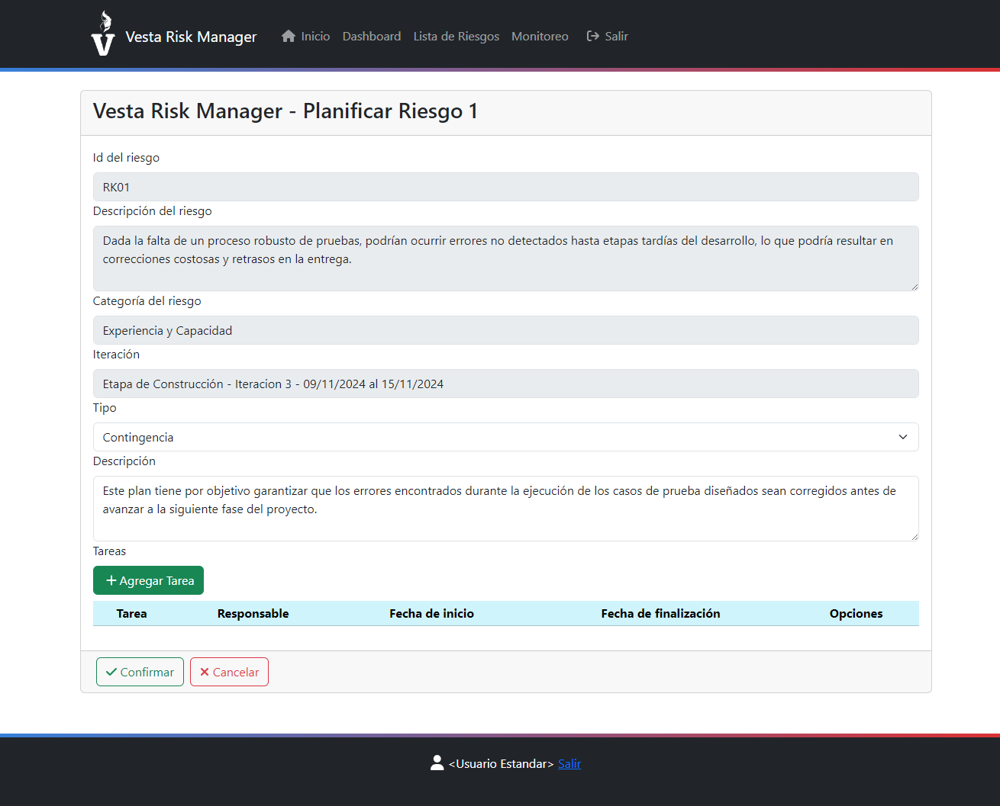 Vesta Risk Manager Inicio Dashboard Lista de Riesgos Monitoreo Salir
Vesta Risk Manager - Planificar Riesgo 1
Id del riesgo
RK01
Descripción del riesgo
Dada la falta de un proceso robusto de pruebas, podrían ocurrir errores no detectados hasta etapas tardías del desarrollo, lo que podría resultar en
correcciones costosas y retrasos en la entrega.
Categoría del riesgo
Experiencia y Capacidad
Iteración
Etapa de Construcción - Iteracion 3 - 09/11/2024 al 15/11/2024
Tipo
Contingencia
Descripción
Este plan tiene por objetivo garantizar que los errores encontrados durante la ejecución de los casos de prueba diseñados sean corregidos antes de
avanzar a la siguiente fase del proyecto.
Tareas
Agregar Tarea
Tarea Responsable Fecha de inicio Fecha de finalización Opciones
Confirmar Cancelar
<Usuario Estandar> Salir